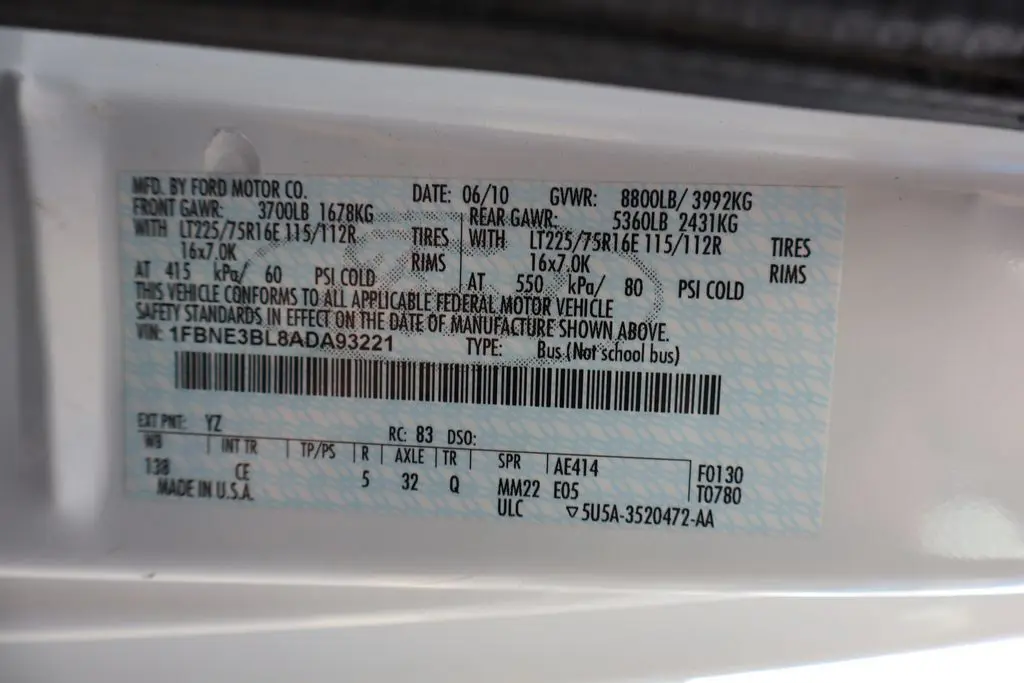 MFD. BY FORD MOTOR CO. DATE: 06/10 GVWR: 8800LB/ 3992KG
FRONT GAWR: 3700LB 1678KG REAR GAWR: 5360LB 2431KG
WITH LT225/75R16E 115/112R TIRES WITH LT225/75R16E 115/112R TIRES
16x7.0K RIMS 16x7.0K RIMS
AT 415 kPa/ 60 PSI COLD AT 550 kPa/ 80 PSI COLD
THIS VEHICLE CONFORMS TO ALL APPLICABLE FEDERAL MOTOR VEHICLE
SAFETY STANDARDS IN EFFECT ON THE DATE OF MANUFACTURE SHOWN ABOVE.
VIN: 1FBNE3BL8ADA93221 TYPE: Bus (Not school bus)
EXT PNT: YZ RC: 83 DSO:
WB INT TR TP/PS R AXLE TR SPR AE414 F0130
138 CE 5 32 Q MM22 E05 T0780
MADE IN U.S.A. ULC ▽5U5A-3520472-AA